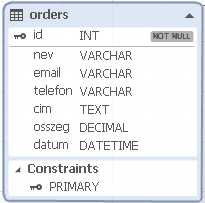 orders
id INT NOT NULL
nev VARCHAR
email VARCHAR
telefon VARCHAR
cim TEXT
osszeg DECIMAL
datum DATETIME
Constraints
PRIMARY